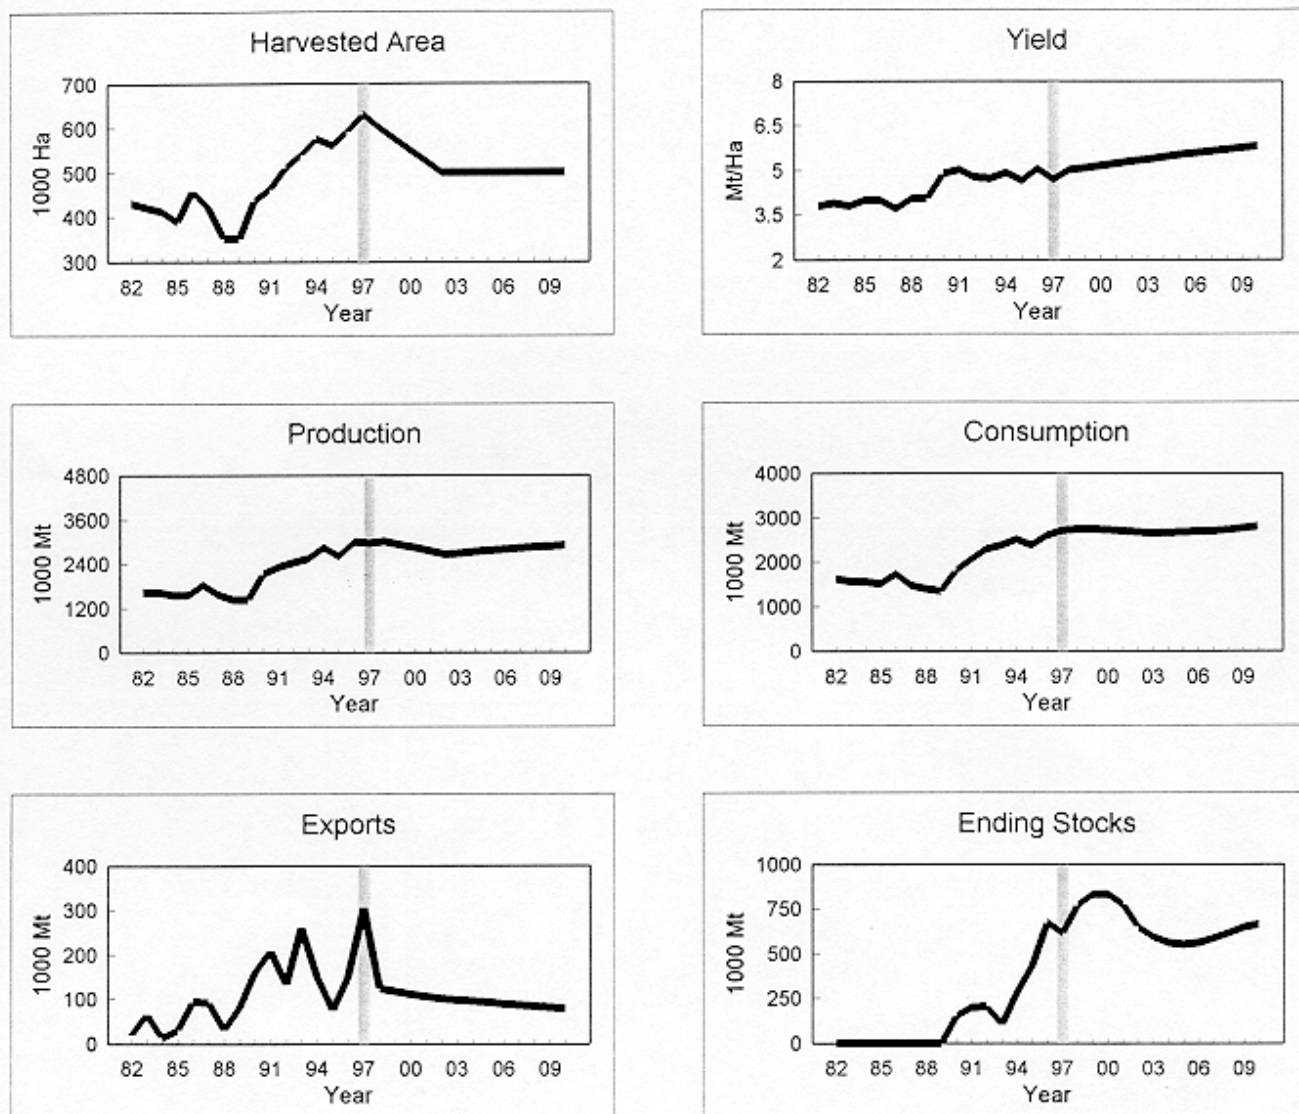 Harvested Area
700
600
500
400
300
1000 Ha
82 85 88 91 94 97 00 03 06 09
Year
Yield
8
6.5
5
3.5
2
Mt/Ha
82 85 88 91 94 97 00 03 06 09
Year
Production
4800
3600
2400
1200
0
1000 Mt
82 85 88 91 94 97 00 03 06 09
Year
Consumption
4000
3000
2000
1000
0
1000 Mt
82 85 88 91 94 97 00 03 06 09
Year
Exports
400
300
200
100
0
1000 Mt
82 85 88 91 94 97 00 03 06 09
Year
Ending Stocks
1000
750
500
250
0
1000 Mt
82 85 88 91 94 97 00 03 06 09
Year